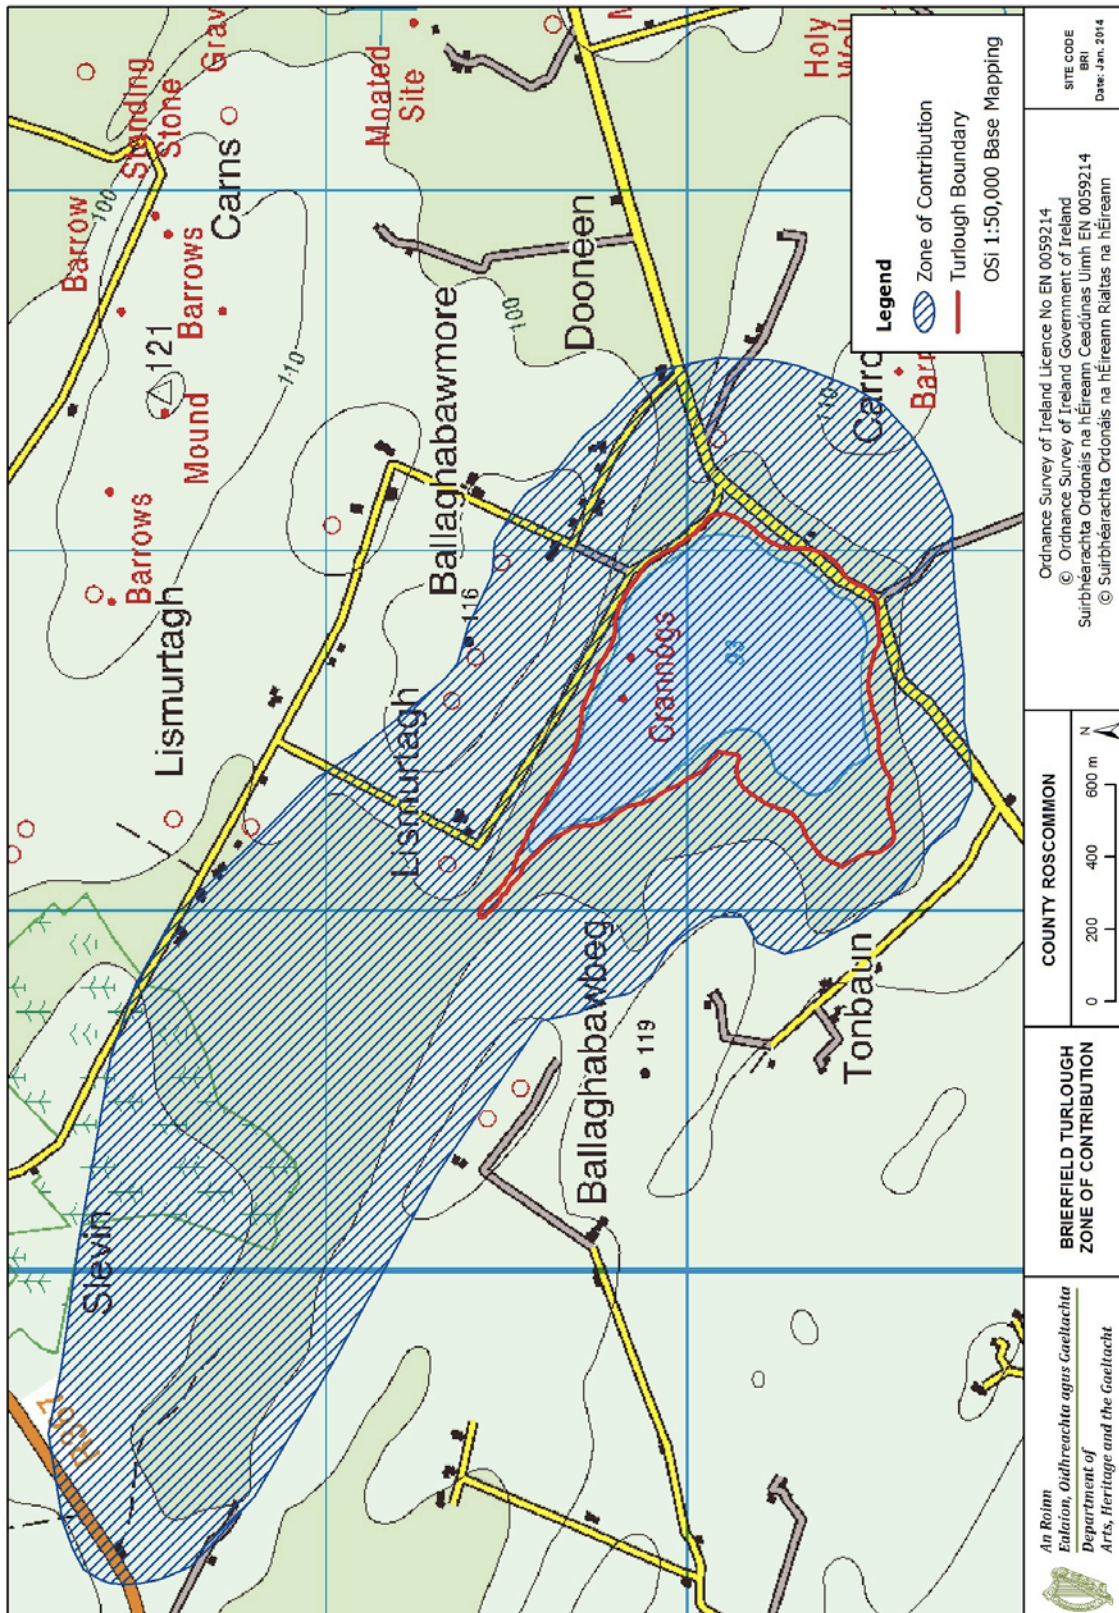 Sievin
R367
Lismurtagh
Barrows
Mound
121
Barrows
Barrow
Standing
Stone
Carns
100
110
Moated
Site
Lismurtagh
116
Ballaghabawmore
100
Dooneen
Crannógs
93
Ballaghabawbeg
119
Tonbaun
110
Holy
Legend
Zone of Contribution
Turlough Boundary
OSi 1:50,000 Base Mapping
An Roinn
Ealaíon, Oidhreachta agus Gaeltachta
Department of
Arts, Heritage and the Gaeltacht
BRIERFIELD TURLOUGH
ZONE OF CONTRIBUTION
COUNTY ROSCOMMON
0 200 400 600 m
N
Ordnance Survey of Ireland Licence No EN 0059214
© Ordnance Survey of Ireland Government of Ireland
Suirbhéarachta Ordonáis na hÉireann Ceadúnas Uimh EN 0059214
© Suirbhéarachta Ordonáis na hÉireann Rialtas na hÉireann
SITE CODE
BRI
Date: Jan. 2014